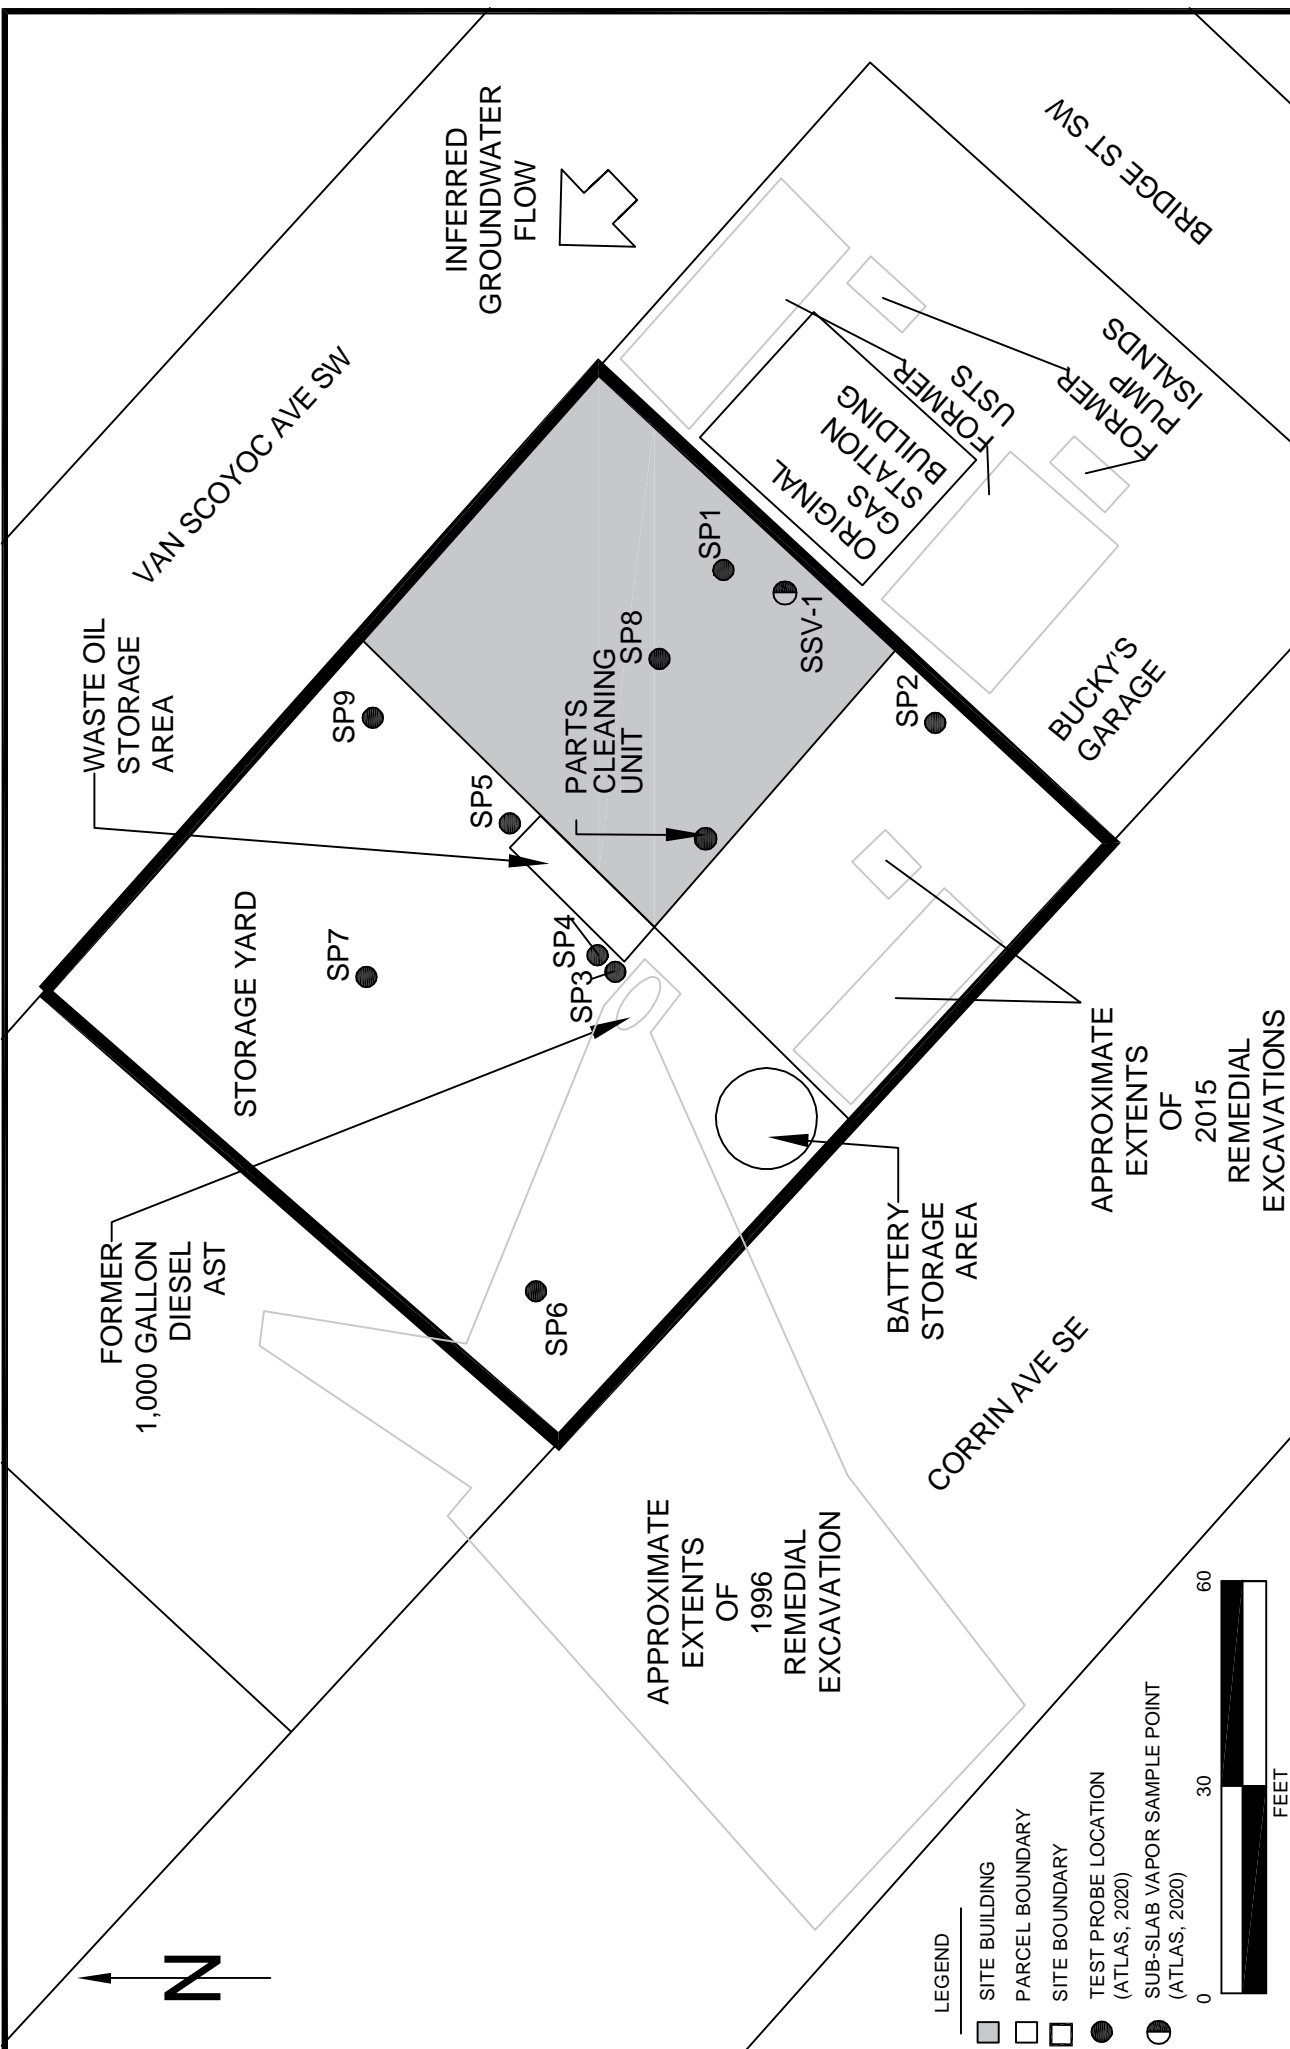 VAN SCOYOC AVE SW
INFERRED
GROUNDWATER
FLOW
BRIDGE ST SW
WASTE OIL
STORAGE
AREA
SP9
SP5
STORAGE YARD
SP7
SP4
SP3
PARTS
CLEANING
UNIT
SP8
SP1
SSV-1
SP2
ORIGINAL
GAS
STATION
BUILDING
FORMER
USTS
FORMER
PUMP
ISALNDS
BUCKY'S
GARAGE
FORMER
1,000 GALLON
DIESEL
AST
SP6
BATTERY
STORAGE
AREA
APPROXIMATE
EXTENTS
OF
2015
REMEDIAL
EXCAVATIONS
CORRIN AVE SE
APPROXIMATE
EXTENTS
OF
1996
REMEDIAL
EXCAVATION
N
LEGEND
SITE BUILDING
PARCEL BOUNDARY
SITE BOUNDARY
TEST PROBE LOCATION
(ATLAS, 2020)
SUB-SLAB VAPOR SAMPLE POINT
(ATLAS, 2020)
0 30 60
FEET